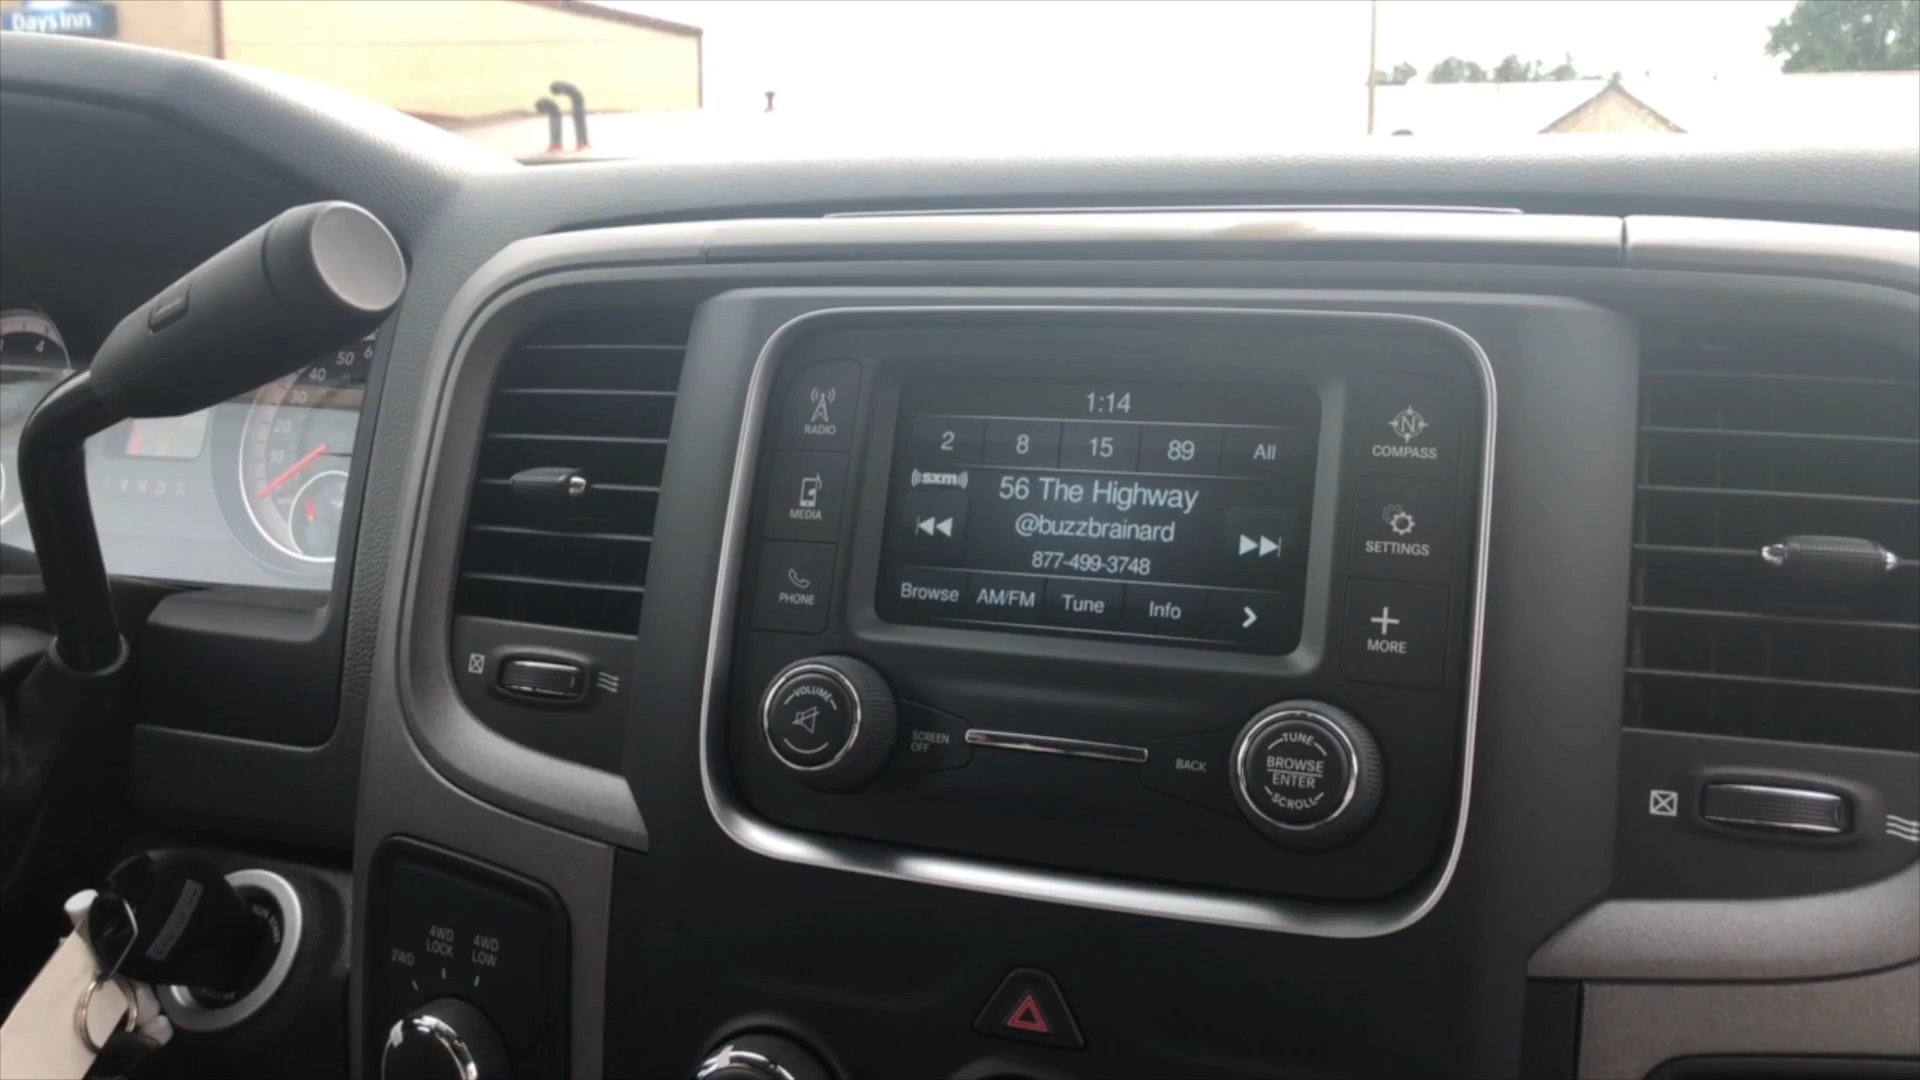 Days Inn
4
50
6
40
30
20
10
R N D
RADIO
MEDIA
PHONE
1:14
2 8 15 89 All
((sxm))
56 The Highway
@buzzbrainard
877-499-3748
Browse AM/FM Tune Info
COMPASS
SETTINGS
MORE
VOLUME
SCREEN
OFF
BACK
TUNE
BROWSE
ENTER
SCROLL
2WD
4WD
LOCK
4WD
LOW